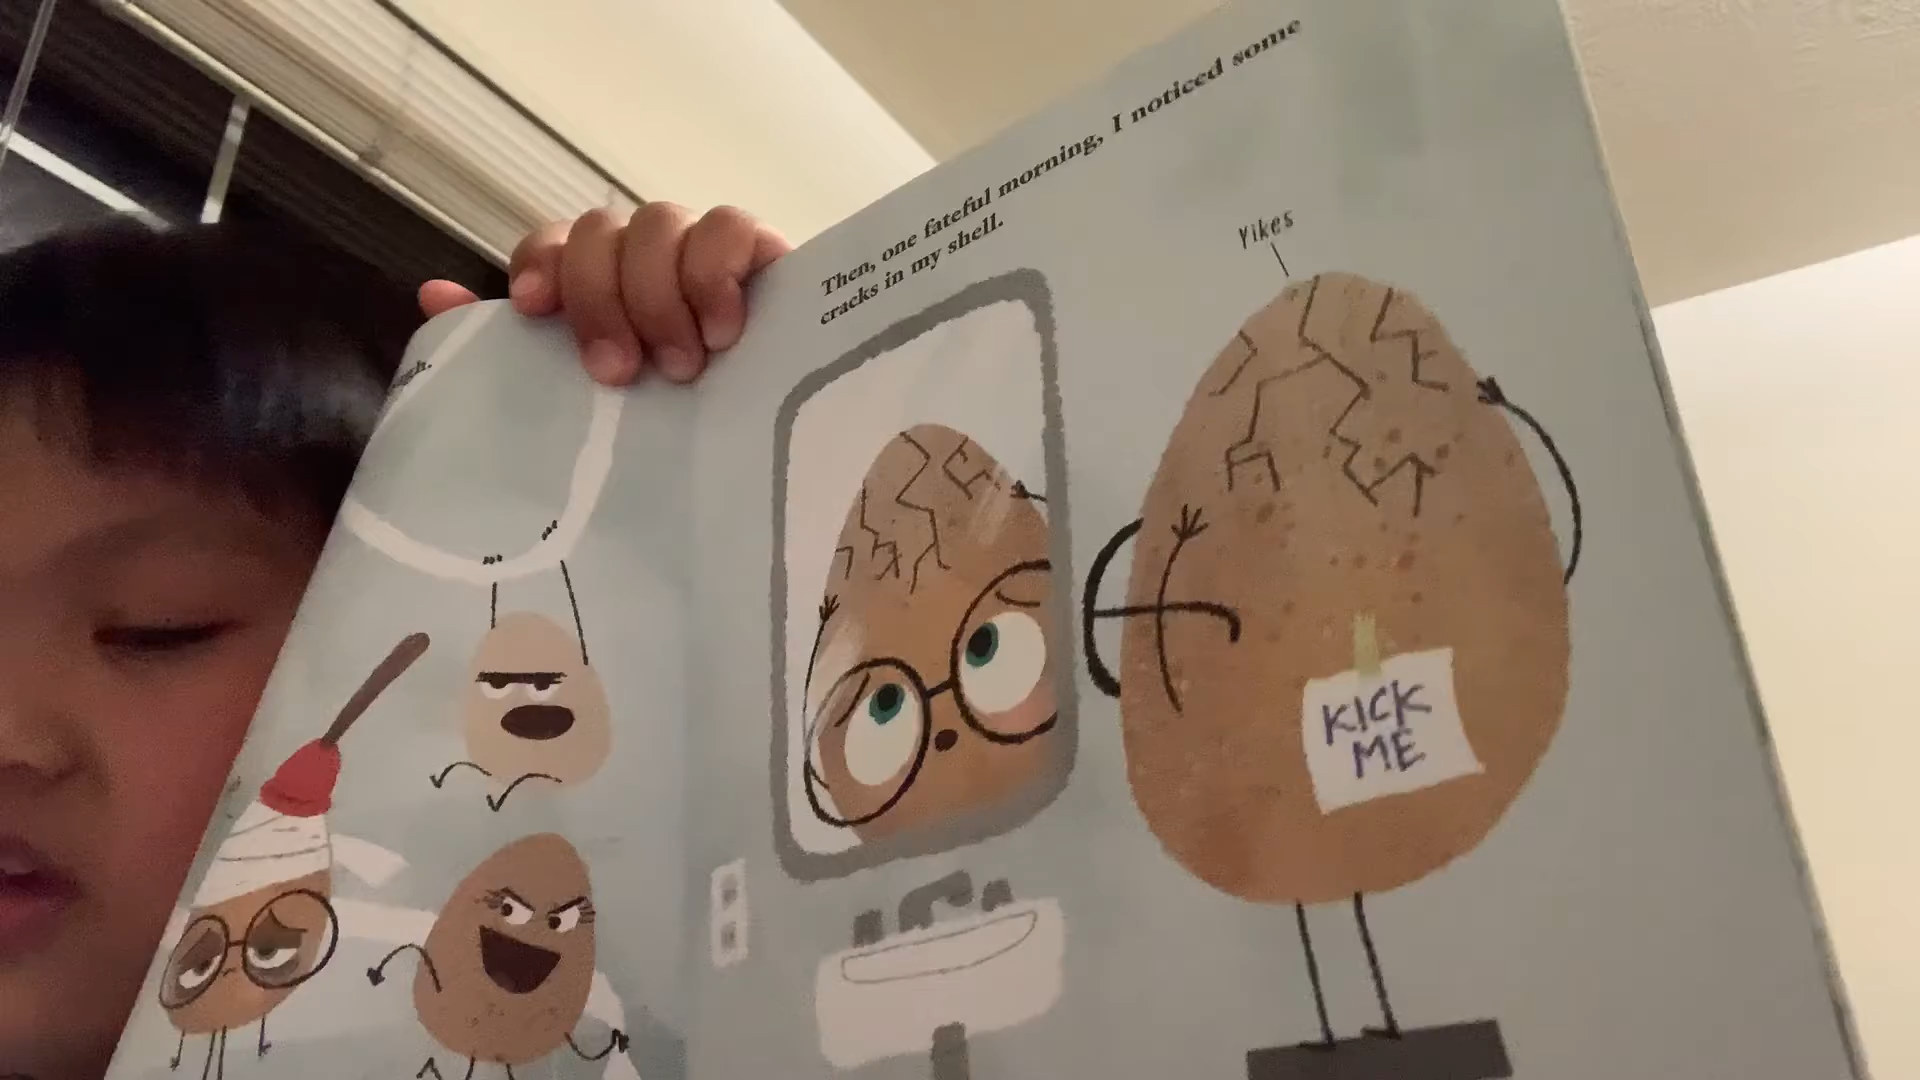 Then, one fateful morning, I noticed some
cracks in my shell.
Yikes
KICK
ME